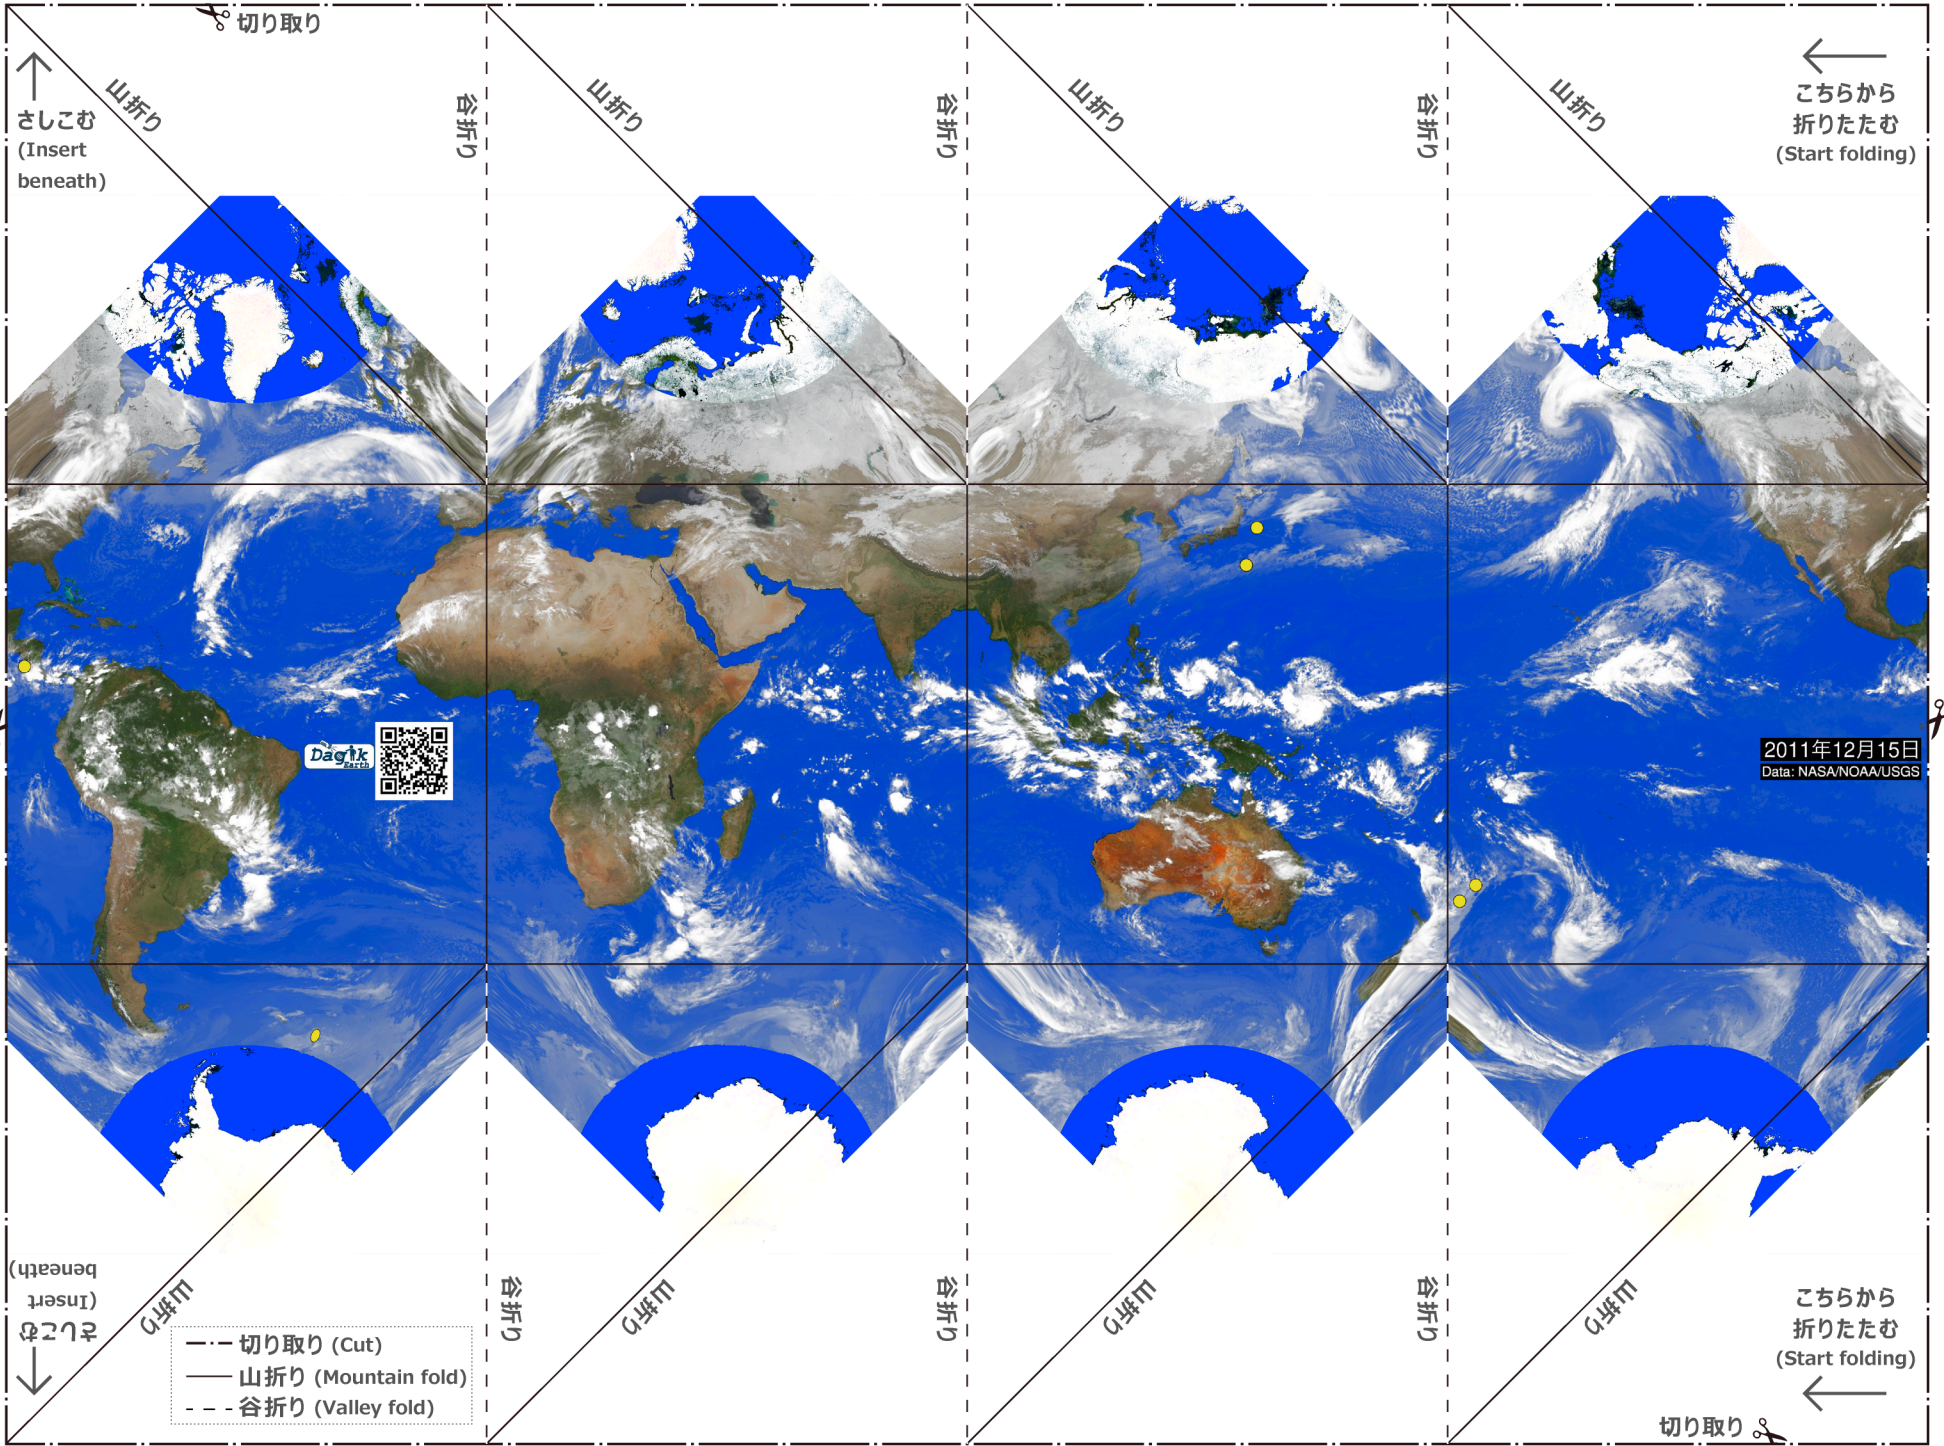 切り取り
こちらから
折りたたむ
(Start folding)
山折り
山折り
山折り
山折り
谷折り
谷折り
谷折り
さしこむ
(Insert
beneath)
Dagik
Earth
2011年12月15日
Data: NASA/NOAA/USGS
さしこむ
(Insert
beneath)
山折り
山折り
山折り
山折り
谷折り
谷折り
谷折り
こちらから
折りたたむ
(Start folding)
切り取り (Cut)
山折り (Mountain fold)
谷折り (Valley fold)
切り取り